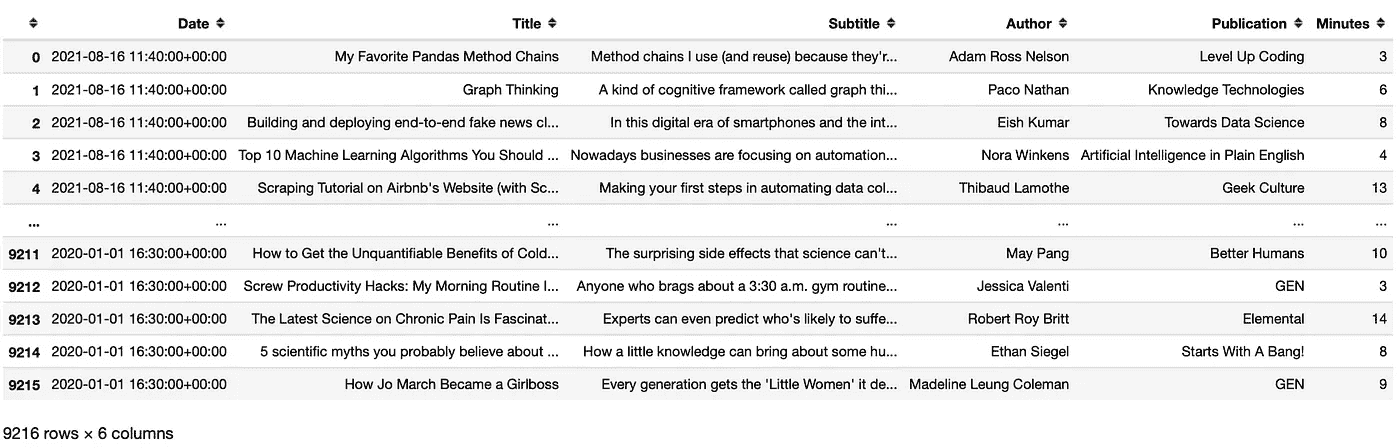 Date Title Subtitle Author Publication Minutes
0 2021-08-16 11:40:00+00:00 My Favorite Pandas Method Chains Method chains I use (and reuse) because they'r... Adam Ross Nelson Level Up Coding 3
1 2021-08-16 11:40:00+00:00 Graph Thinking A kind of cognitive framework called graph thi... Paco Nathan Knowledge Technologies 6
2 2021-08-16 11:40:00+00:00 Building and deploying end-to-end fake news cl... In this digital era of smartphones and the int... Eish Kumar Towards Data Science 8
3 2021-08-16 11:40:00+00:00 Top 10 Machine Learning Algorithms You Should ... Nowadays businesses are focusing on automation... Nora Winkens Artificial Intelligence in Plain English 4
4 2021-08-16 11:40:00+00:00 Scraping Tutorial on Airbnb's Website (with Sc... Making your first steps in automating data col... Thibaud Lamothe Geek Culture 13
... ... ... ... ... ... ...
9211 2020-01-01 16:30:00+00:00 How to Get the Unquantifiable Benefits of Cold... The surprising side effects that science can't... May Pang Better Humans 10
9212 2020-01-01 16:30:00+00:00 Screw Productivity Hacks: My Morning Routine I... Anyone who brags about a 3:30 a.m. gym routine... Jessica Valenti GEN 3
9213 2020-01-01 16:30:00+00:00 The Latest Science on Chronic Pain Is Fascinat... Experts can even predict who's likely to suffe... Robert Roy Britt Elemental 14
9214 2020-01-01 16:30:00+00:00 5 scientific myths you probably believe about ... How a little knowledge can bring about some hu... Ethan Siegel Starts With A Bang! 8
9215 2020-01-01 16:30:00+00:00 How Jo March Became a Girlboss Every generation gets the 'Little Women' it de... Madeline Leung Coleman GEN 9
9216 rows × 6 columns